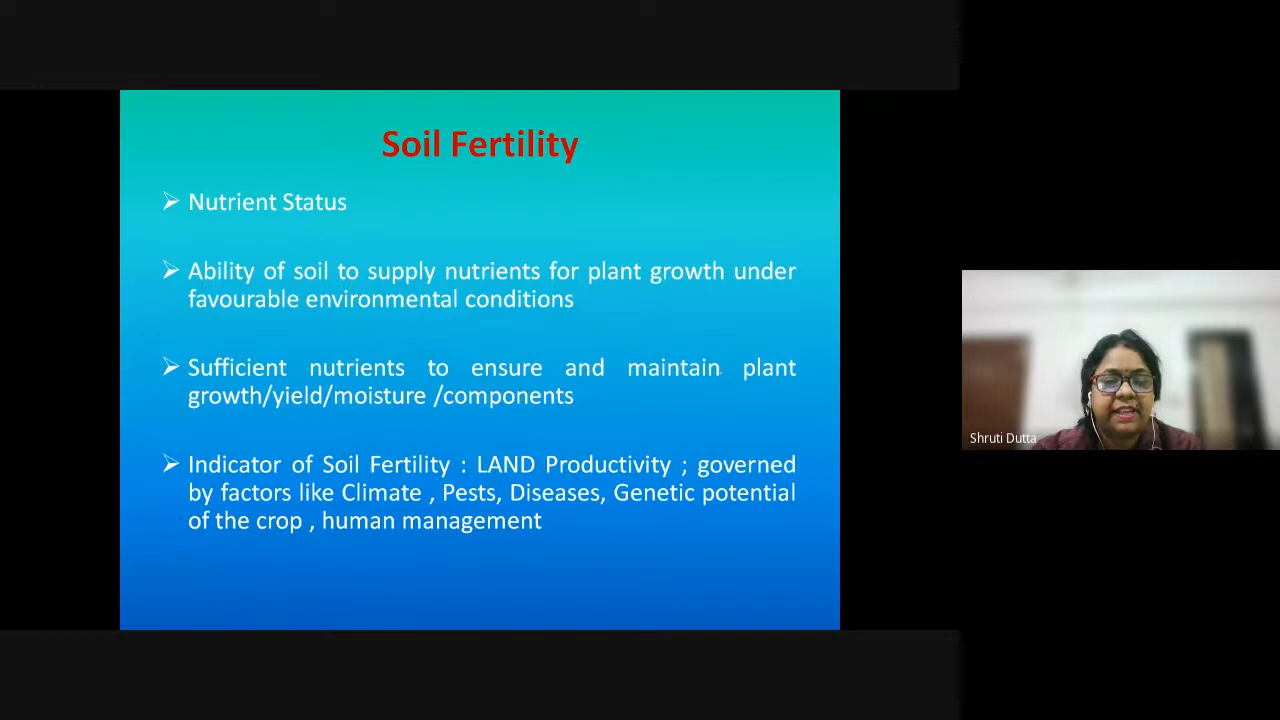 Soil Fertility
Nutrient Status
Ability of soil to supply nutrients for plant growth under
favourable environmental conditions
Sufficient nutrients to ensure and maintain plant
growth/yield/moisture /components
Indicator of Soil Fertility : LAND Productivity ; governed
by factors like Climate , Pests, Diseases, Genetic potential
of the crop , human management
Shruti Dutta